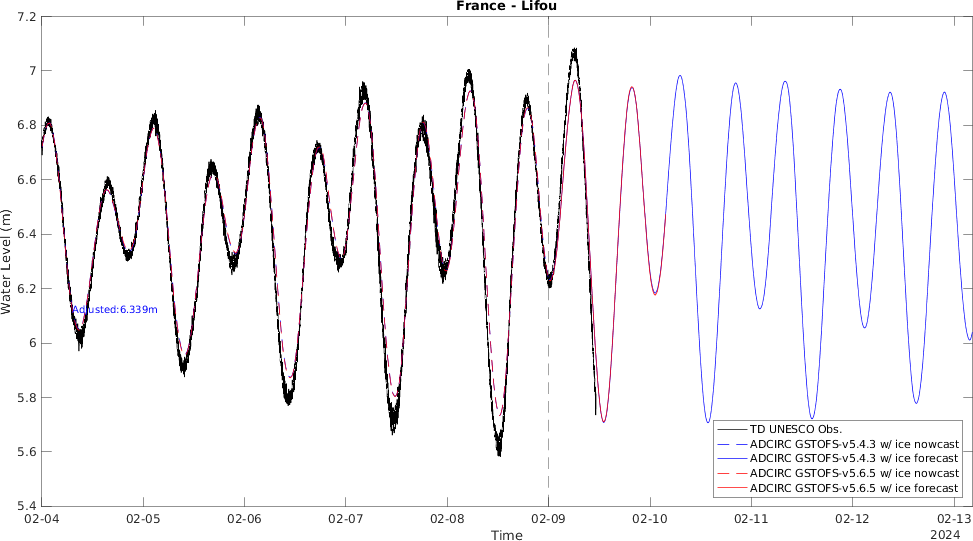 France - Lifou
7.2
7
6.8
6.6
6.4
6.2
6
5.8
5.6
5.4
Water Level (m)
Adjusted:6.339m
TD UNESCO Obs.
ADCIRC GSTOFS-v5.4.3 w/ ice nowcast
ADCIRC GSTOFS-v5.4.3 w/ ice forecast
ADCIRC GSTOFS-v5.6.5 w/ ice nowcast
ADCIRC GSTOFS-v5.6.5 w/ ice forecast
02-04 02-05 02-06 02-07 02-08 02-09 02-10 02-11 02-12 02-13
Time
2024